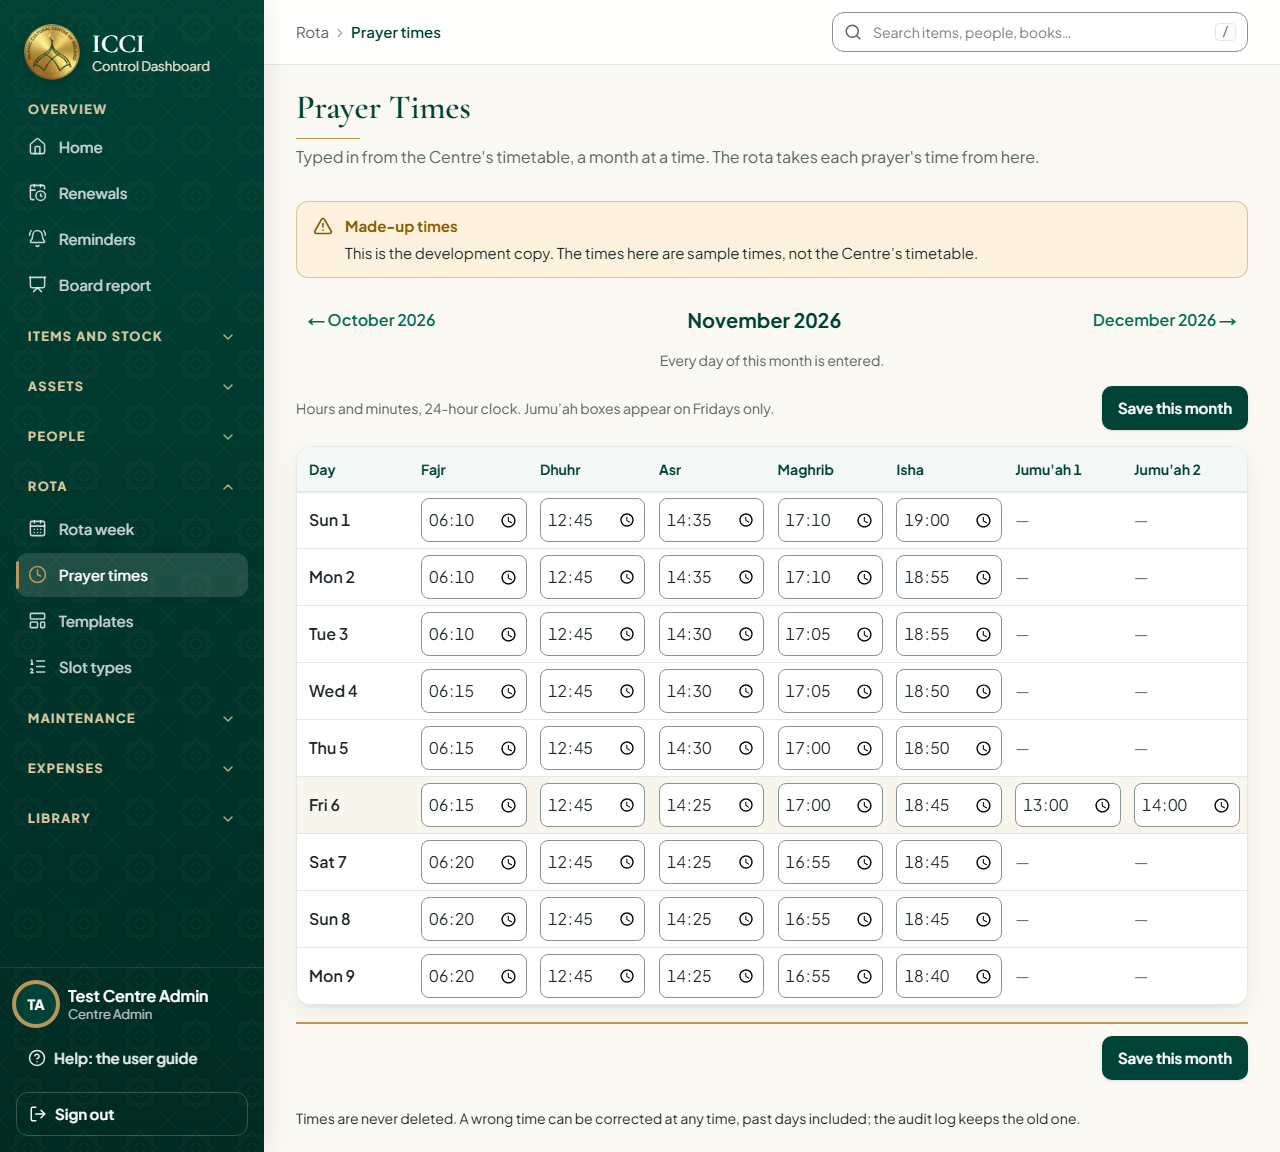 ICCI
Control Dashboard
OVERVIEW
Home
Renewals
Reminders
Board report
ITEMS AND STOCK
ASSETS
PEOPLE
ROTA
Rota week
Prayer times
Templates
Slot types
MAINTENANCE
EXPENSES
LIBRARY
TA
Test Centre Admin
Centre Admin
Help: the user guide
Sign out
Rota > Prayer times
Search items, people, books… /
Prayer Times
Typed in from the Centre's timetable, a month at a time. The rota takes each prayer's time from here.
Made-up times
This is the development copy. The times here are sample times, not the Centre’s timetable.
← October 2026 November 2026 December 2026 →
Every day of this month is entered.
Hours and minutes, 24-hour clock. Jumu’ah boxes appear on Fridays only. Save this month
Day Fajr Dhuhr Asr Maghrib Isha Jumu'ah 1 Jumu'ah 2
Sun 1 06:10 12:45 14:35 17:10 19:00 — —
Mon 2 06:10 12:45 14:35 17:10 18:55 — —
Tue 3 06:10 12:45 14:30 17:05 18:55 — —
Wed 4 06:15 12:45 14:30 17:05 18:50 — —
Thu 5 06:15 12:45 14:30 17:00 18:50 — —
Fri 6 06:15 12:45 14:25 17:00 18:45 13:00 14:00
Sat 7 06:20 12:45 14:25 16:55 18:45 — —
Sun 8 06:20 12:45 14:25 16:55 18:45 — —
Mon 9 06:20 12:45 14:25 16:55 18:40 — —
Save this month
Times are never deleted. A wrong time can be corrected at any time, past days included; the audit log keeps the old one.